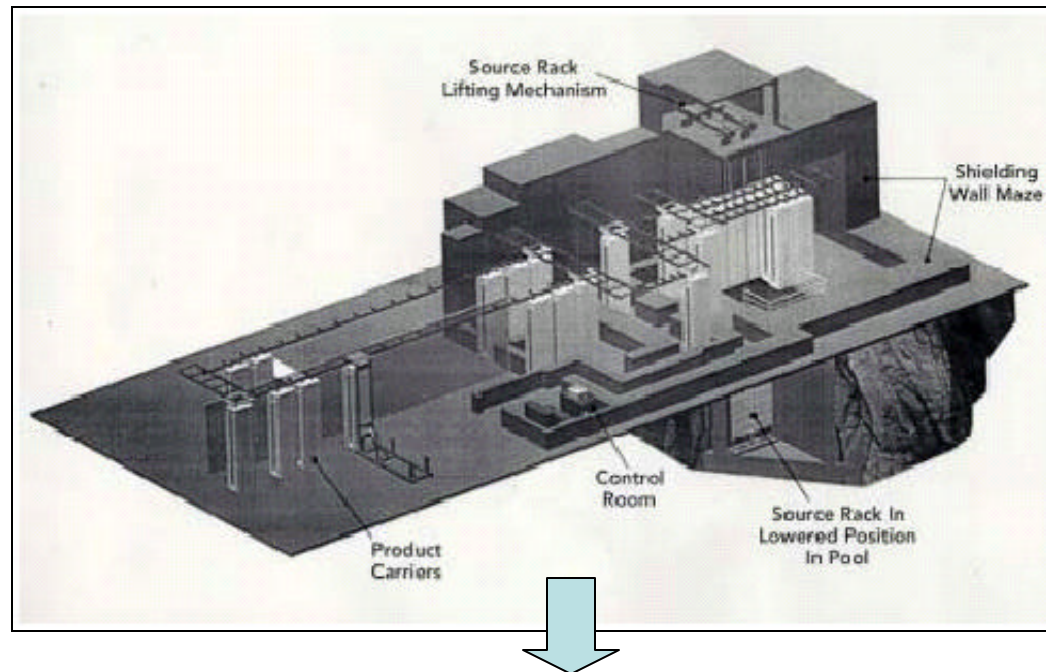 Source Rack
Lifting Mechanism
Shielding
Wall Maze
Control
Room
Source Rack In
Lowered Position
In Pool
Product
Carriers